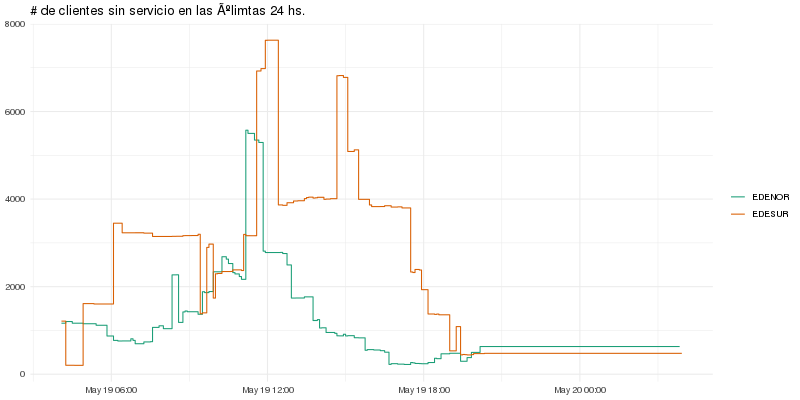 # de clientes sin servicio en las Ãºlimtas 24 hs.
8000
6000
4000
2000
0
May 19 06:00
May 19 12:00
May 19 18:00
May 20 00:00
EDENOR
EDESUR